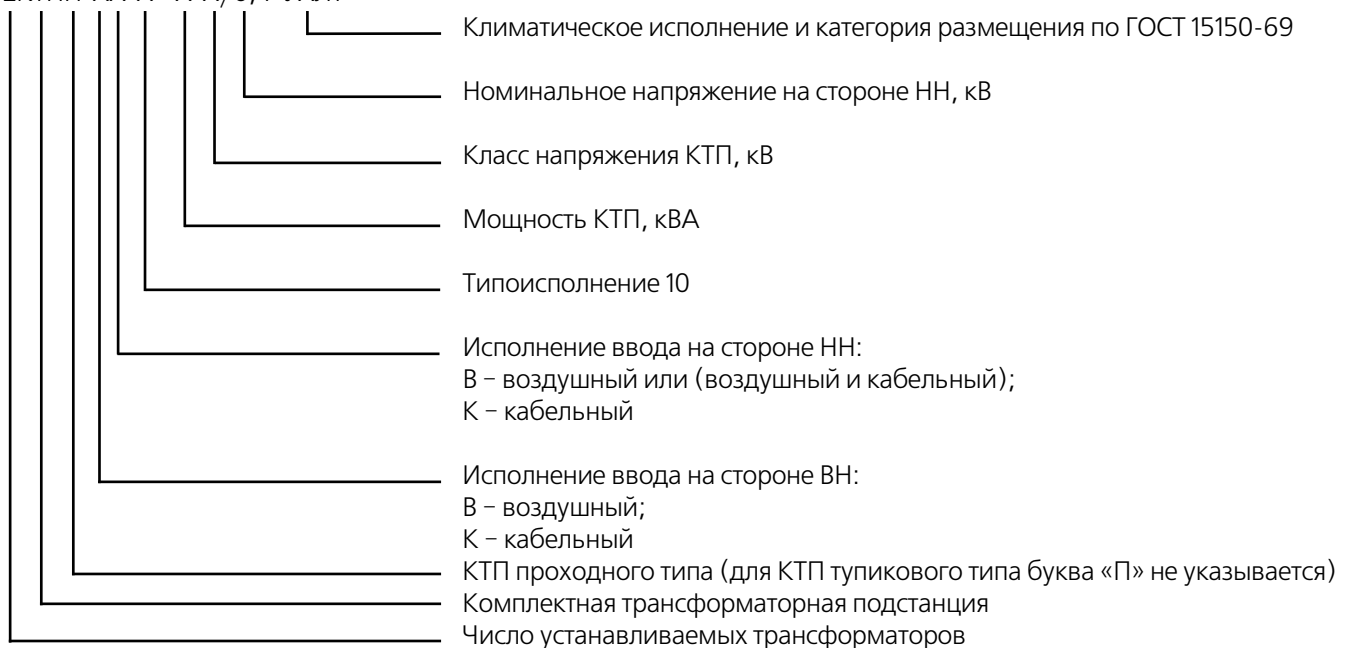 Климатическое исполнение и категория размещения по ГОСТ 15150-69
Номинальное напряжение на стороне НН, кВ
Класс напряжения КТП, кВ
Мощность КТП, кВА
Типоисполнение 10
Исполнение ввода на стороне НН:
В – воздушный или (воздушный и кабельный);
К – кабельный
Исполнение ввода на стороне ВН:
В – воздушный;
К – кабельный
КТП проходного типа (для КТП тупикового типа буква «П» не указывается)
Комплектная трансформаторная подстанция
Число устанавливаемых трансформаторов